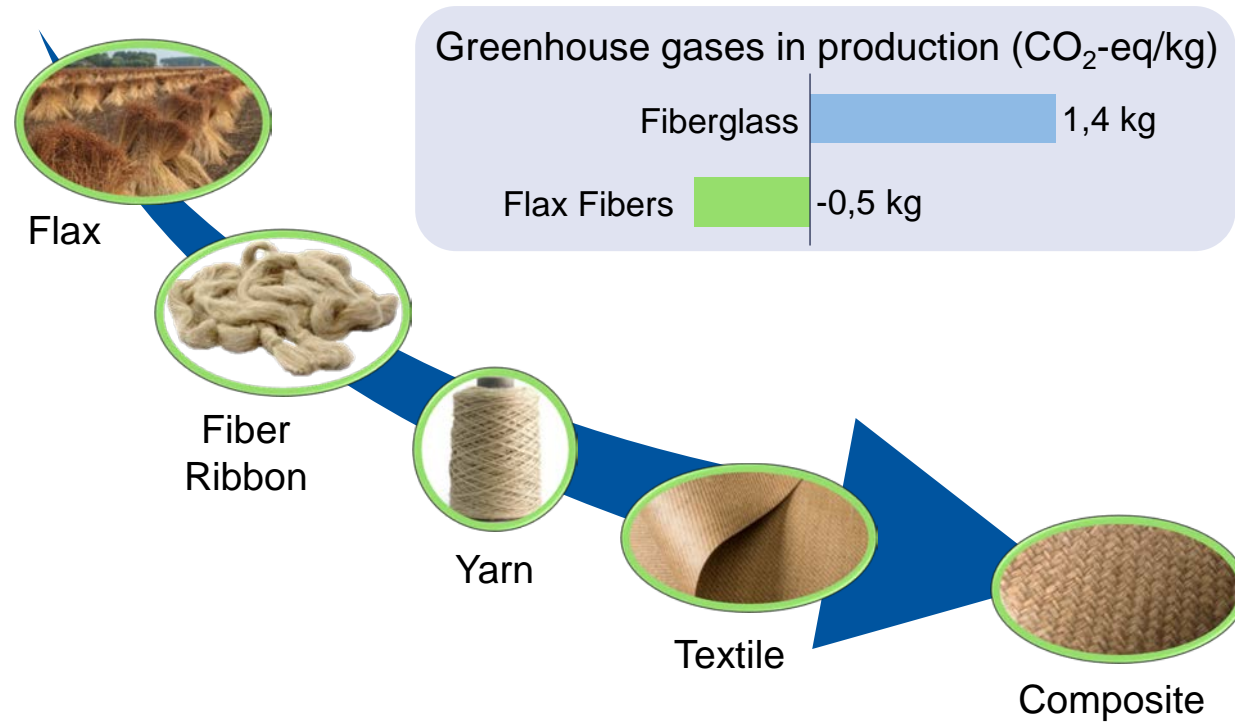 Greenhouse gases in production (CO₂-eq/kg)
Fiberglass
1,4 kg
Flax Fibers
-0,5 kg
Flax
Fiber
Ribbon
Yarn
Textile
Composite